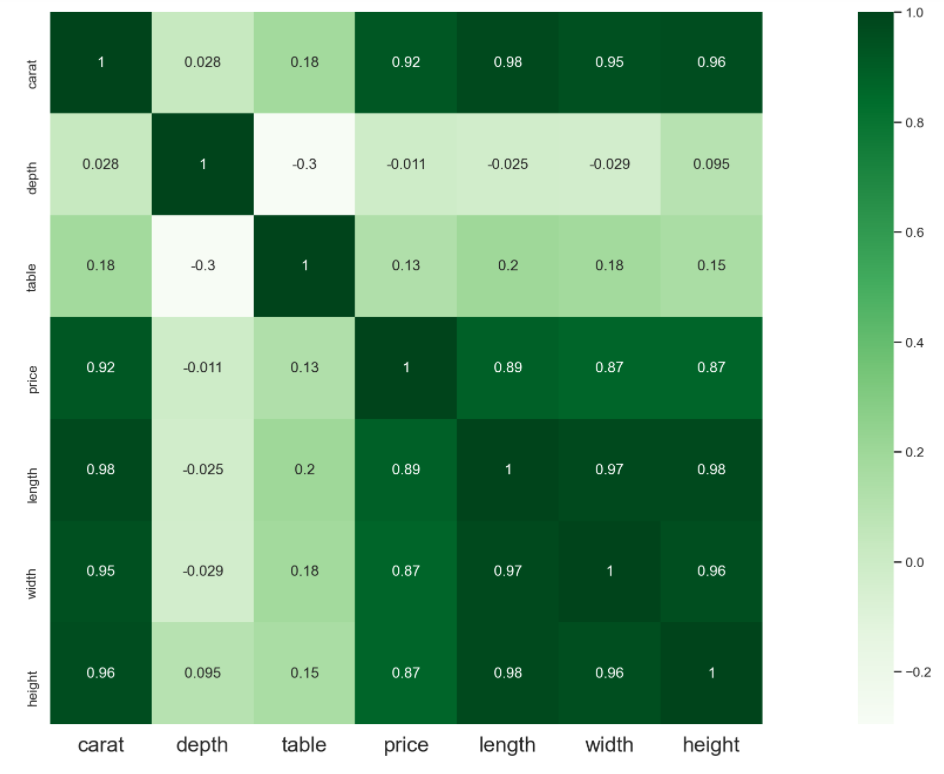 carat 1 0.028 0.18 0.92 0.98 0.95 0.96
depth 0.028 1 -0.3 -0.011 -0.025 -0.029 0.095
table 0.18 -0.3 1 0.13 0.2 0.18 0.15
price 0.92 -0.011 0.13 1 0.89 0.87 0.87
length 0.98 -0.025 0.2 0.89 1 0.97 0.98
width 0.95 -0.029 0.18 0.87 0.97 1 0.96
height 0.96 0.095 0.15 0.87 0.98 0.96 1
carat depth table price length width height
1.0
0.8
0.6
0.4
0.2
0.0
−0.2